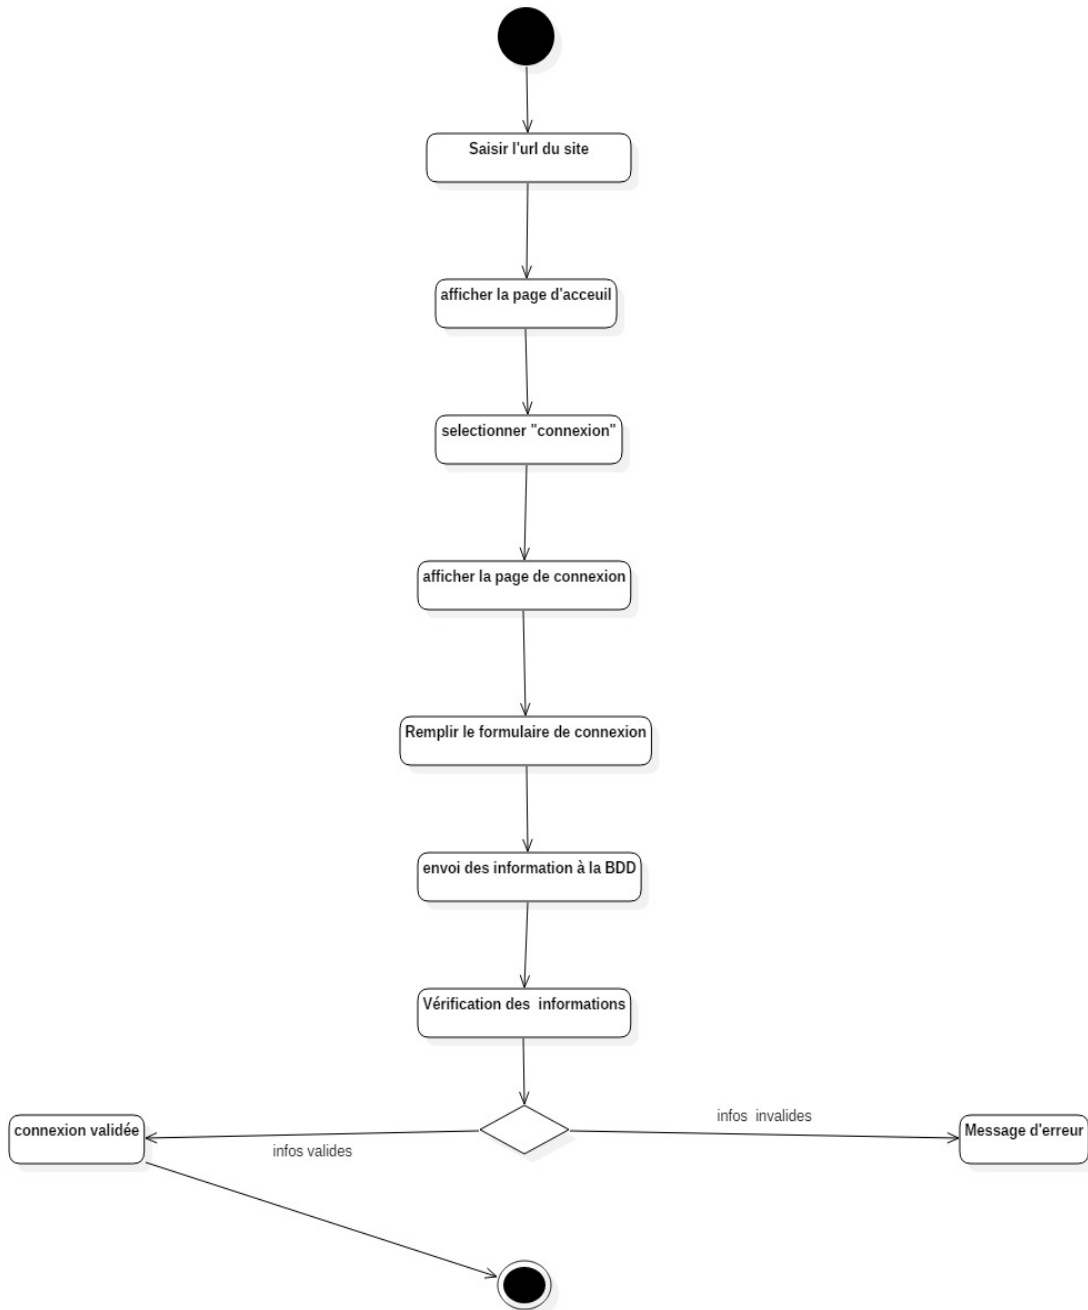 Saisir l'url du site
afficher la page d'acceuil
selectionner "connexion"
afficher la page de connexion
Remplir le formulaire de connexion
envoi des information à la BDD
Vérification des  informations
infos  invalides
connexion validée
Message d'erreur
infos valides